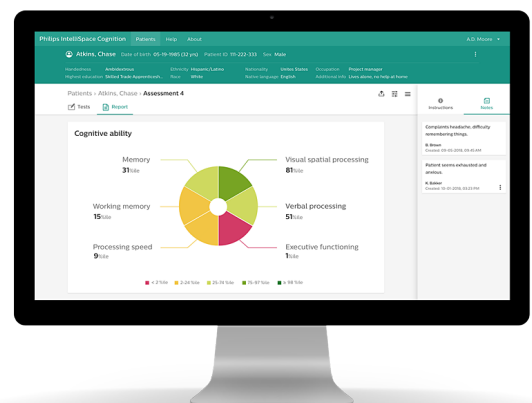 Philips IntelliSpace Cognition Patients Help About A.D. Moore
Atkins, Chase Date of birth 05-19-1985 (32 yrs) Patient ID 111-222-333 Sex Male
Handedness Ambidextrous Ethnicity Hispanic/Latino Nationality Unites States Occupation Project manager
Highest education Skilled Trade Apprenticesh... Race White Native language English Additional info Lives alone, no help at home
Patients › Atkins, Chase › Assessment 4
Tests Report
Instructions Notes
Cognitive ability
Memory
31%ile
Visual spatial processing
81%ile
Working memory
15%ile
Verbal processing
51%ile
Processing speed
9%ile
Executive functioning
1%ile
< 2%ile 2-24 %ile 25-74 %ile 75-97 %ile ≥ 98 %ile
Complaints headache, difficulty
remembering things.
B. Brown
Patient seems exhausted and
anxious.
R. Bakker